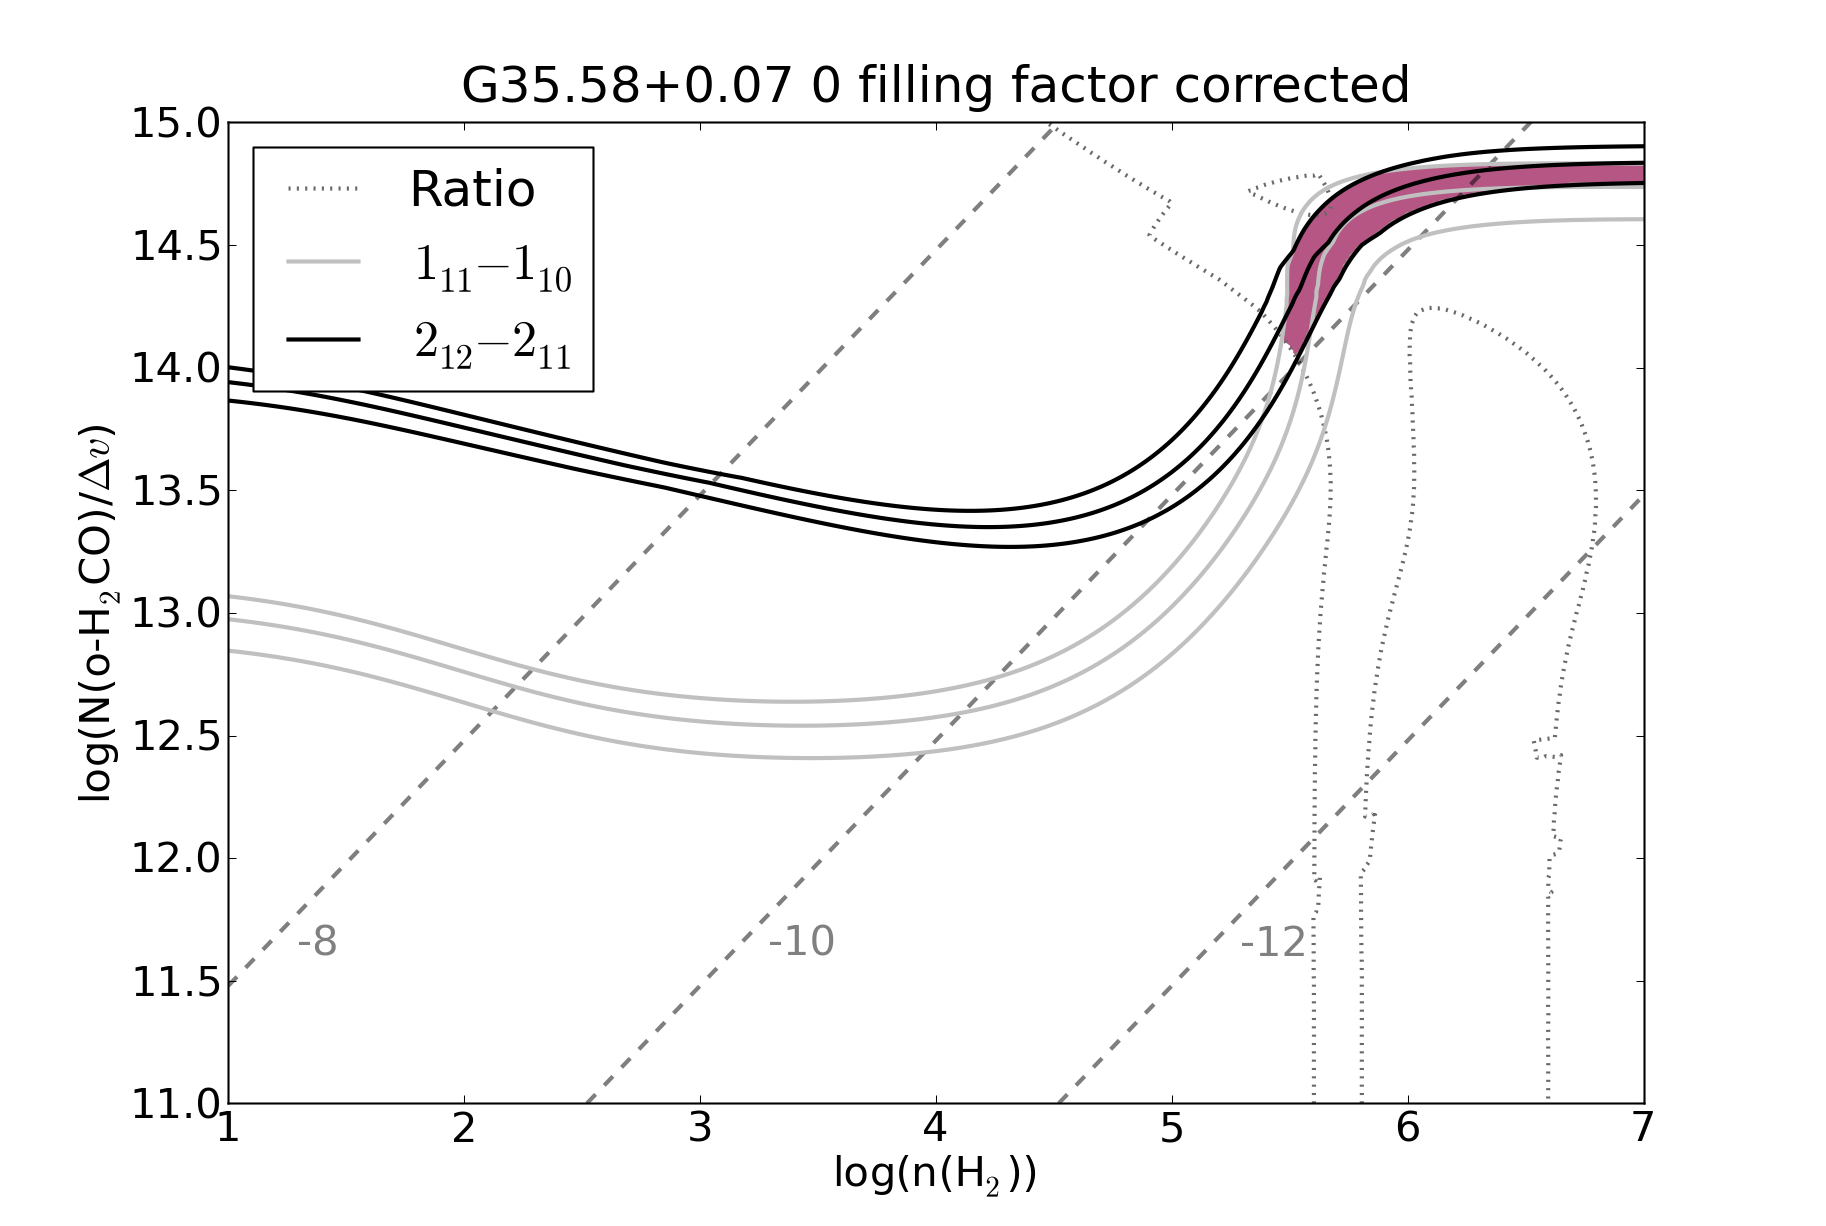 G35.58+0.07 0 filling factor corrected
15.0
14.5
14.0
13.5
13.0
12.5
12.0
11.5
11.0
log(N(o-H₂CO)/Δv)
Ratio
1₁₁−1₁₀
2₁₂−2₁₁
-8
-10
-12
1 2 3 4 5 6 7
log(n(H₂))